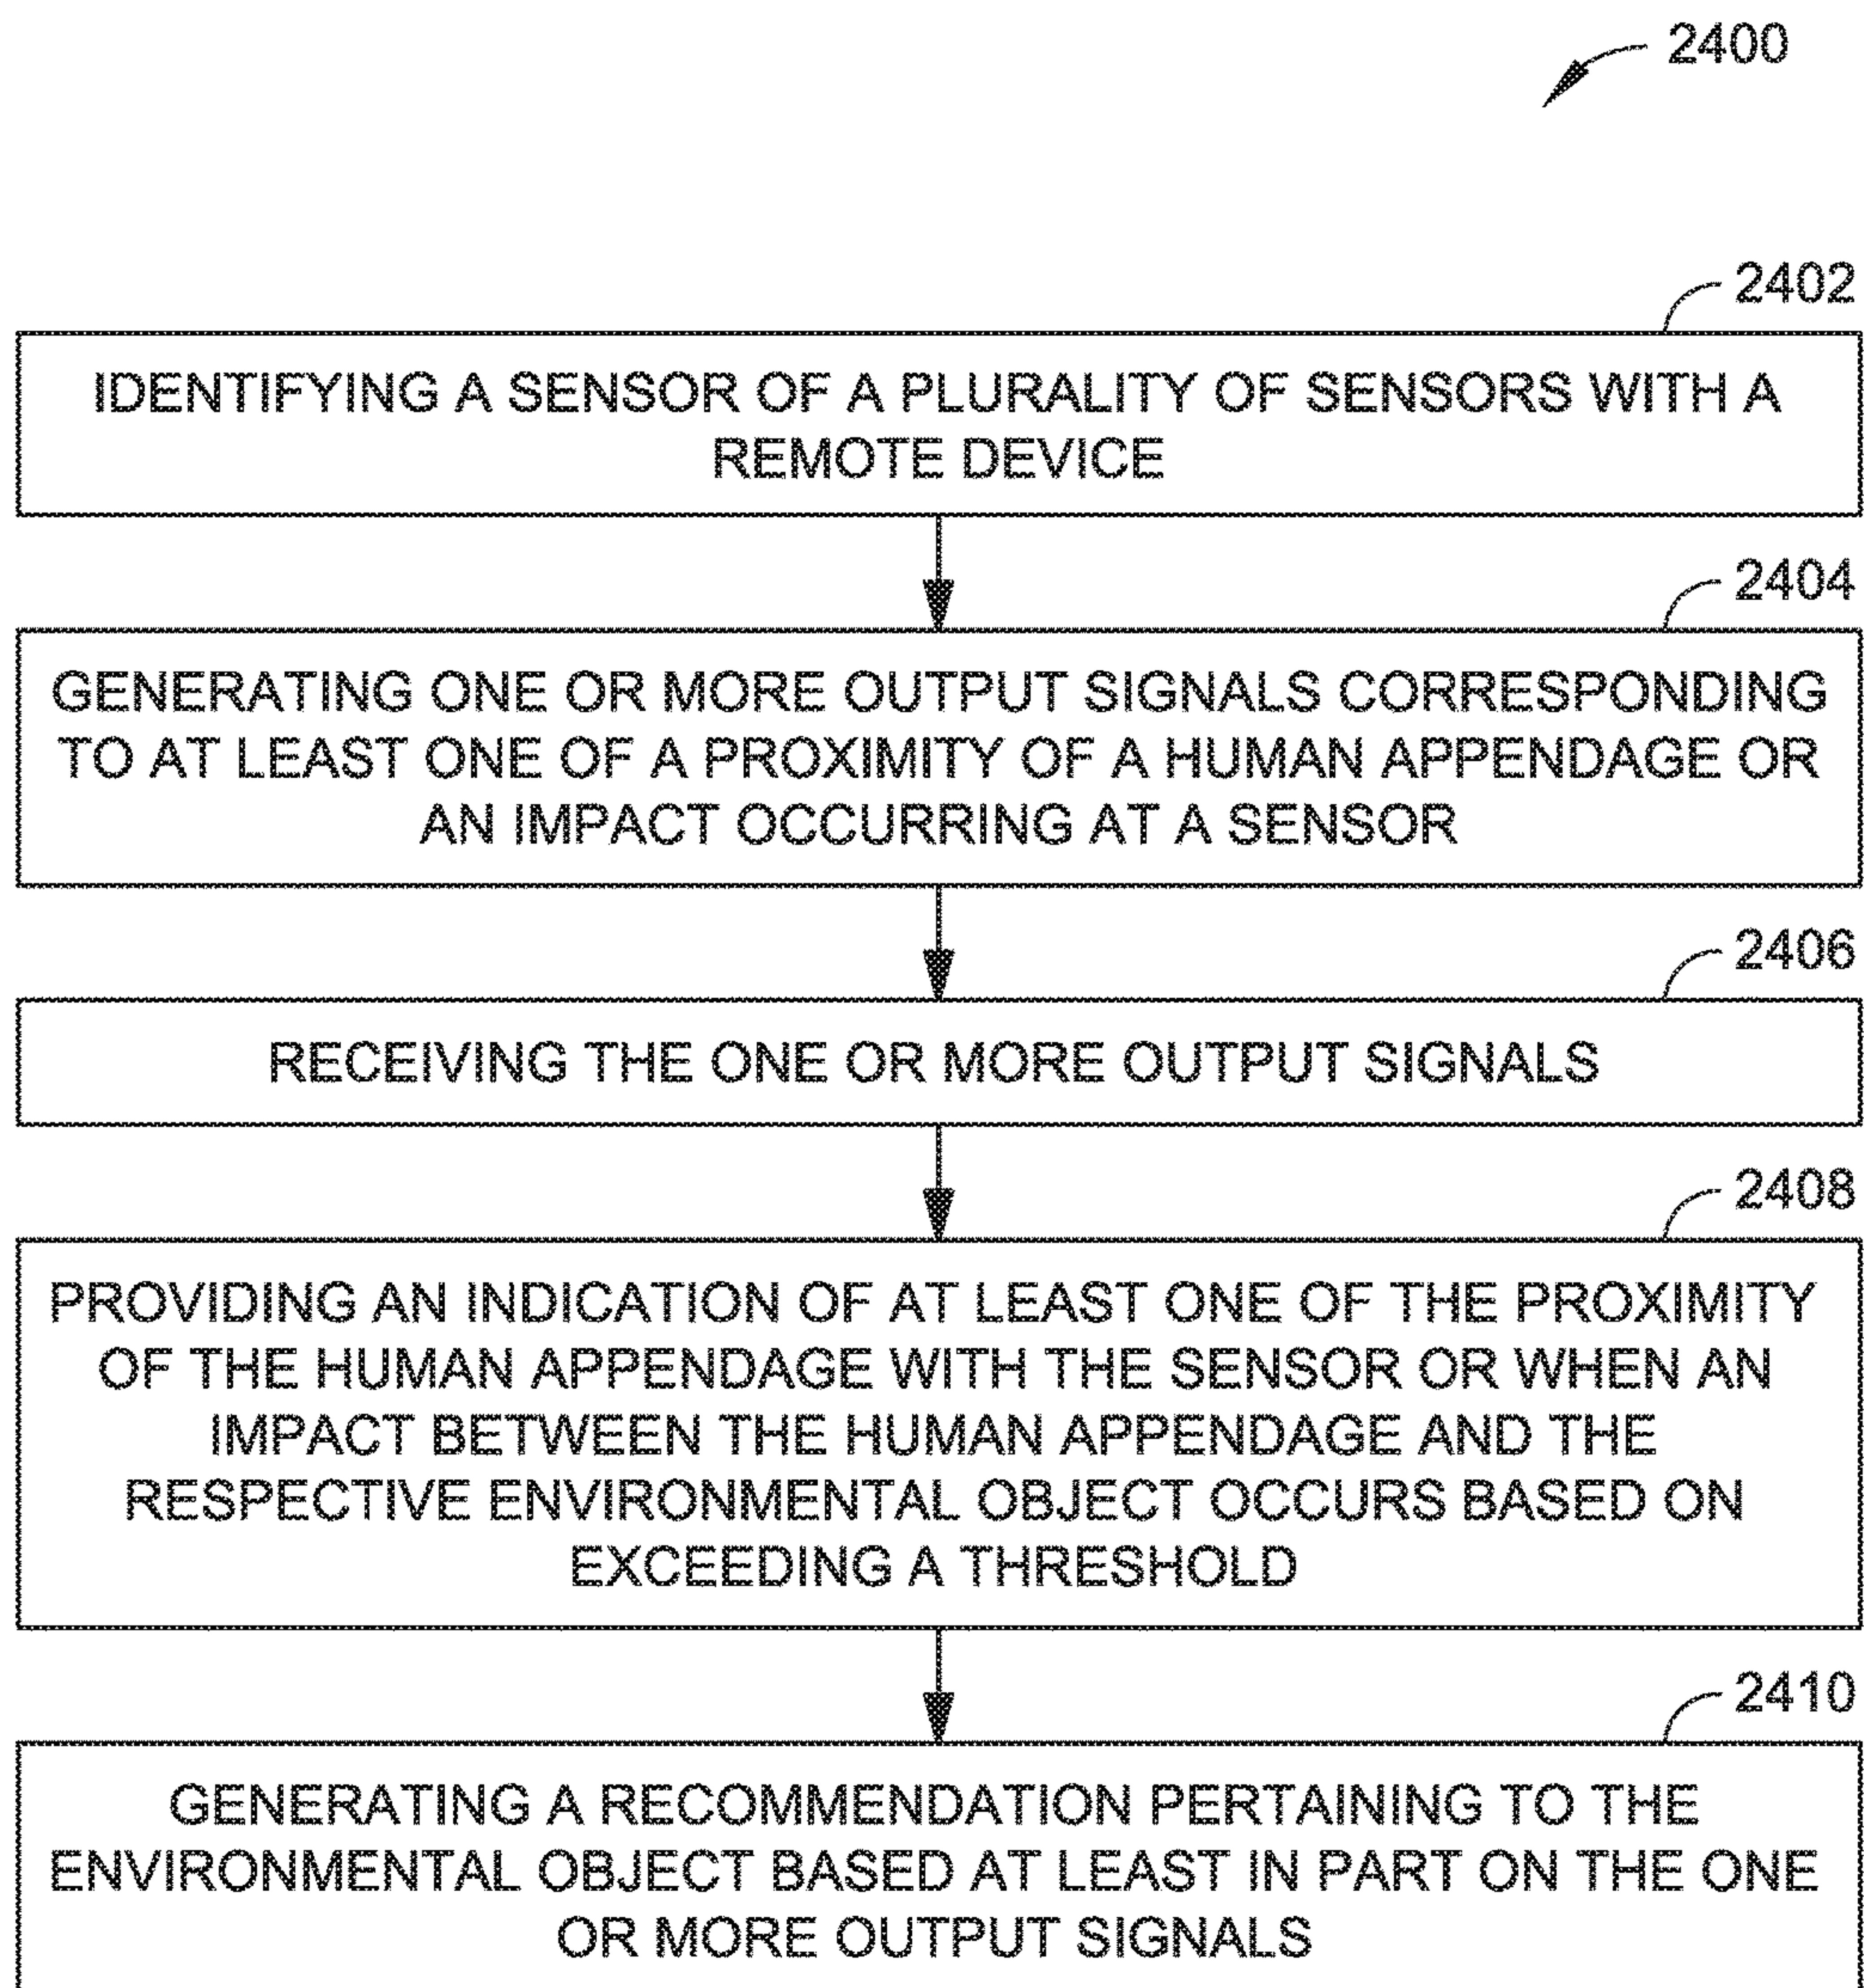 2400
2402
IDENTIFYING A SENSOR OF A PLURALITY OF SENSORS WITH A
REMOTE DEVICE
2404
GENERATING ONE OR MORE OUTPUT SIGNALS CORRESPONDING
TO AT LEAST ONE OF A PROXIMITY OF A HUMAN APPENDAGE OR
AN IMPACT OCCURRING AT A SENSOR
2406
RECEIVING THE ONE OR MORE OUTPUT SIGNALS
2408
PROVIDING AN INDICATION OF AT LEAST ONE OF THE PROXIMITY
OF THE HUMAN APPENDAGE WITH THE SENSOR OR WHEN AN
IMPACT BETWEEN THE HUMAN APPENDAGE AND THE
RESPECTIVE ENVIRONMENTAL OBJECT OCCURS BASED ON
EXCEEDING A THRESHOLD
2410
GENERATING A RECOMMENDATION PERTAINING TO THE
ENVIRONMENTAL OBJECT BASED AT LEAST IN PART ON THE ONE
OR MORE OUTPUT SIGNALS